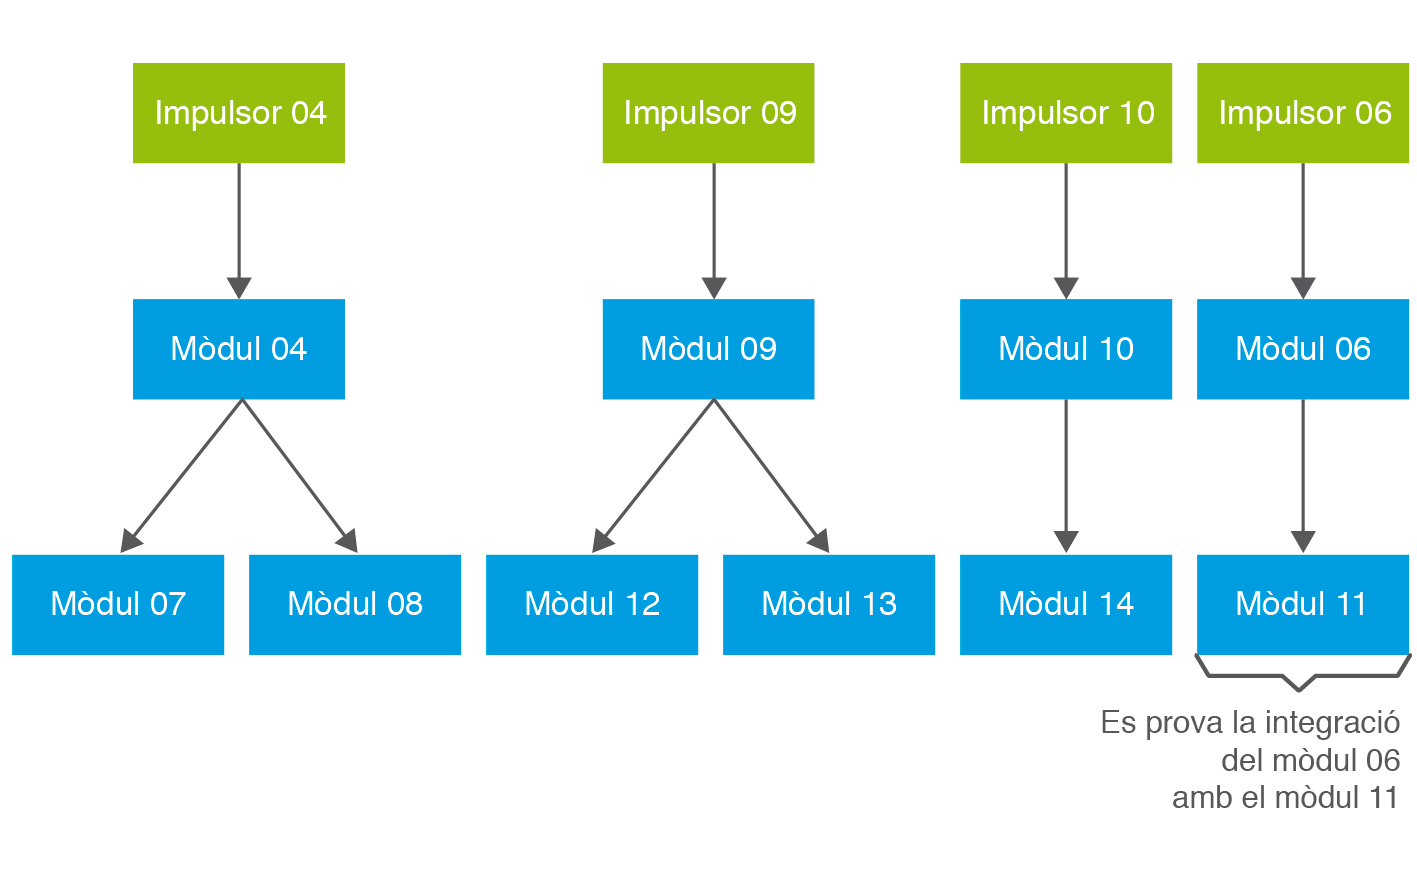 Impulsor 04
Impulsor 09
Impulsor 10
Impulsor 06
Mòdul 04
Mòdul 09
Mòdul 10
Mòdul 06
Mòdul 07
Mòdul 08
Mòdul 12
Mòdul 13
Mòdul 14
Mòdul 11
Es prova la integració
del mòdul 06
amb el mòdul 11